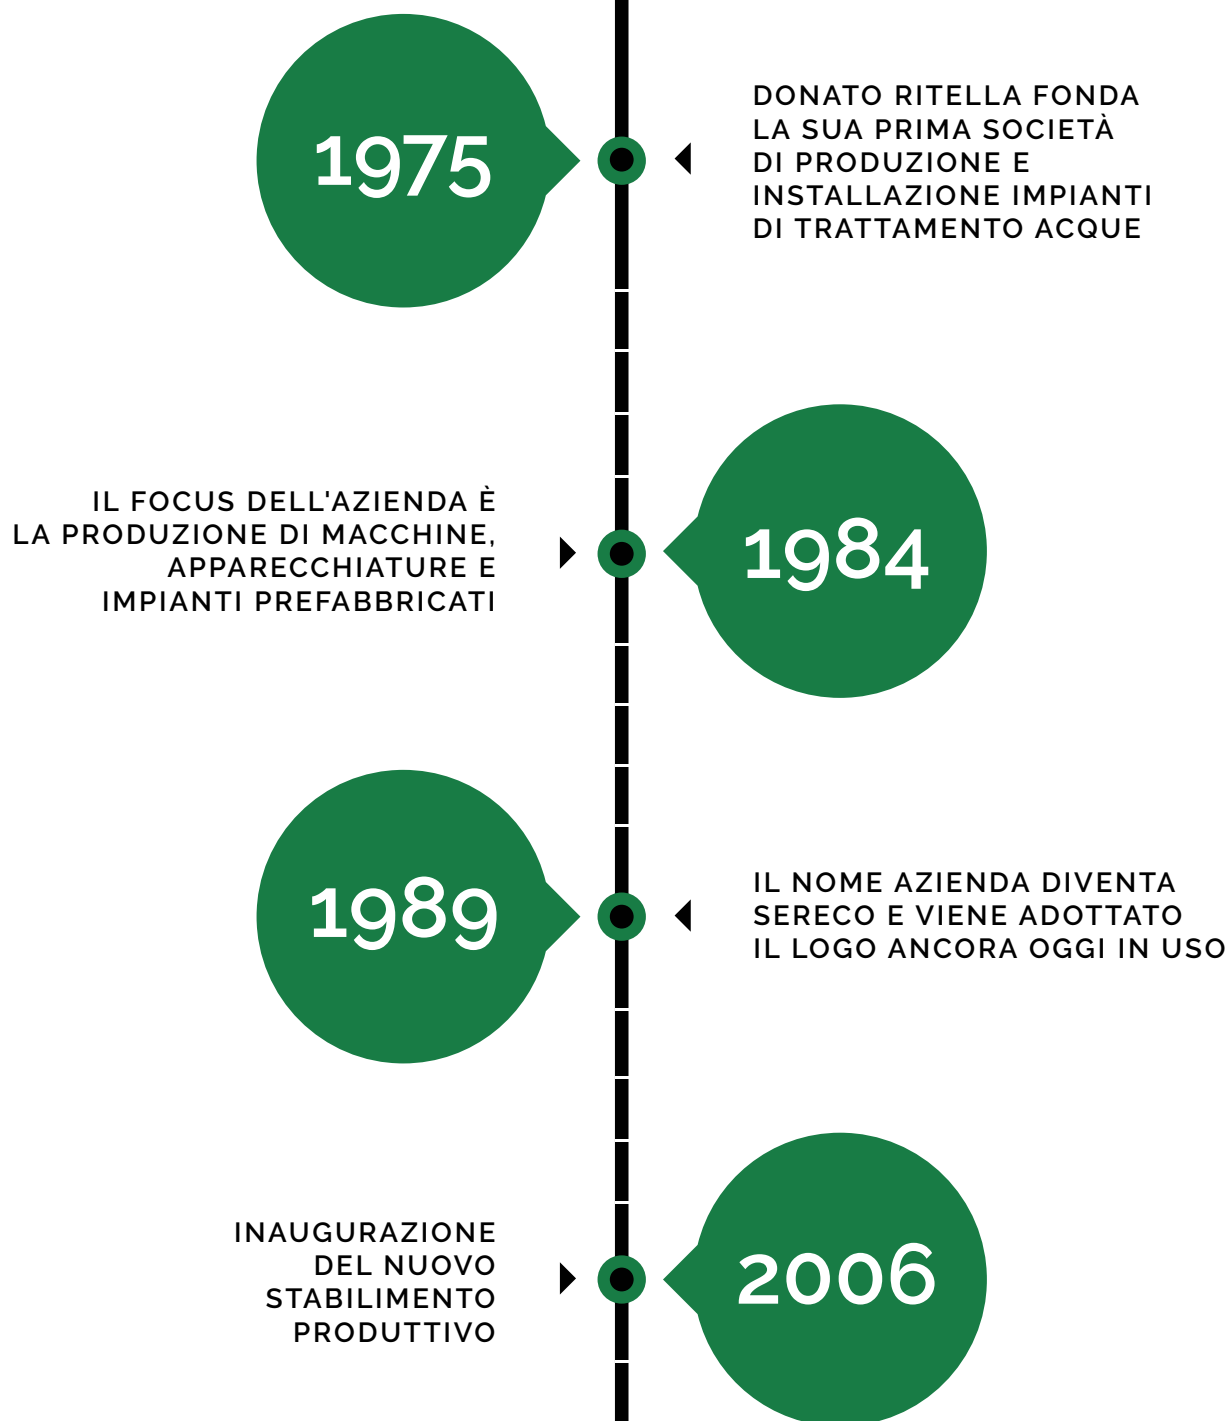 1975
DONATO RITELLA FONDA
LA SUA PRIMA SOCIETÀ
DI PRODUZIONE E
INSTALLAZIONE IMPIANTI
DI TRATTAMENTO ACQUE
IL FOCUS DELL'AZIENDA È
LA PRODUZIONE DI MACCHINE,
APPARECCHIATURE E
IMPIANTI PREFABBRICATI
1984
1989
IL NOME AZIENDA DIVENTA
SERECO E VIENE ADOTTATO
IL LOGO ANCORA OGGI IN USO
INAUGURAZIONE
DEL NUOVO
STABILIMENTO
PRODUTTIVO
2006